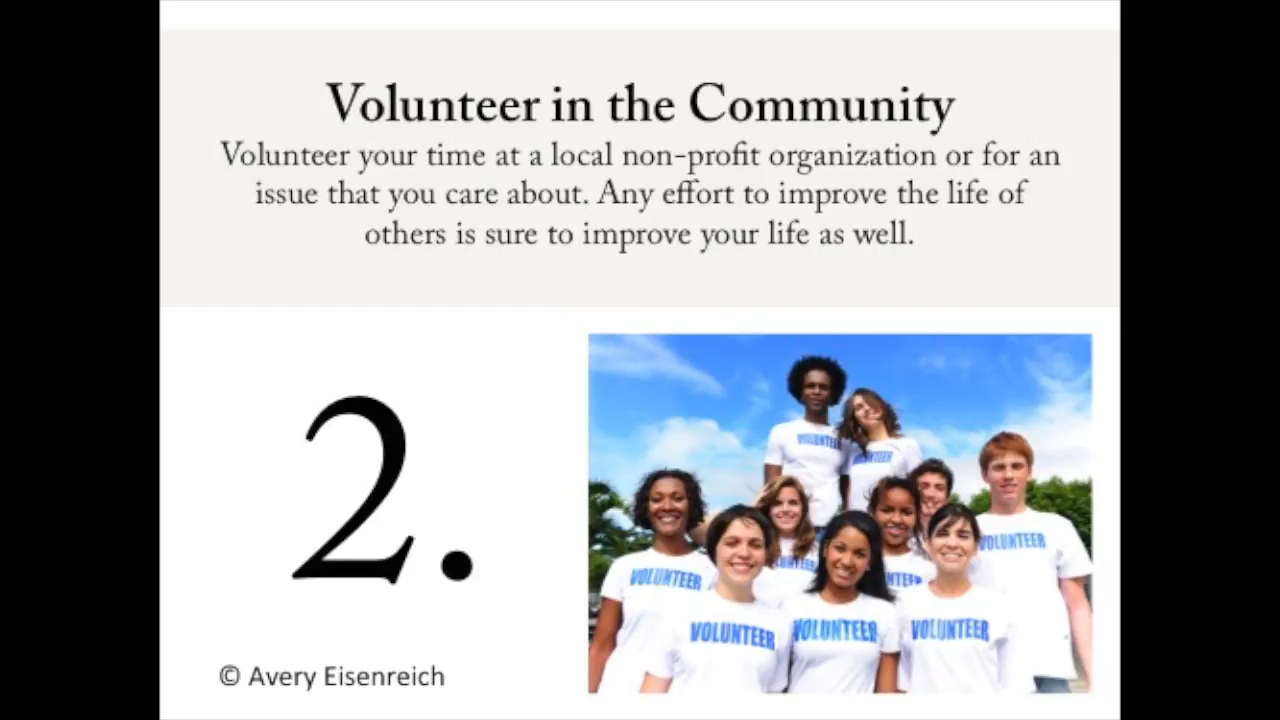 Volunteer in the Community
Volunteer your time at a local non-profit organization or for an
issue that you care about. Any effort to improve the life of
others is sure to improve your life as well.
2.
VOLUNTEER
VOLUNTEER
VOLUNTEER
VOLUNTEER
VOLUNTEER
VOLUNTEER
VOLUNTEER
© Avery Eisenreich